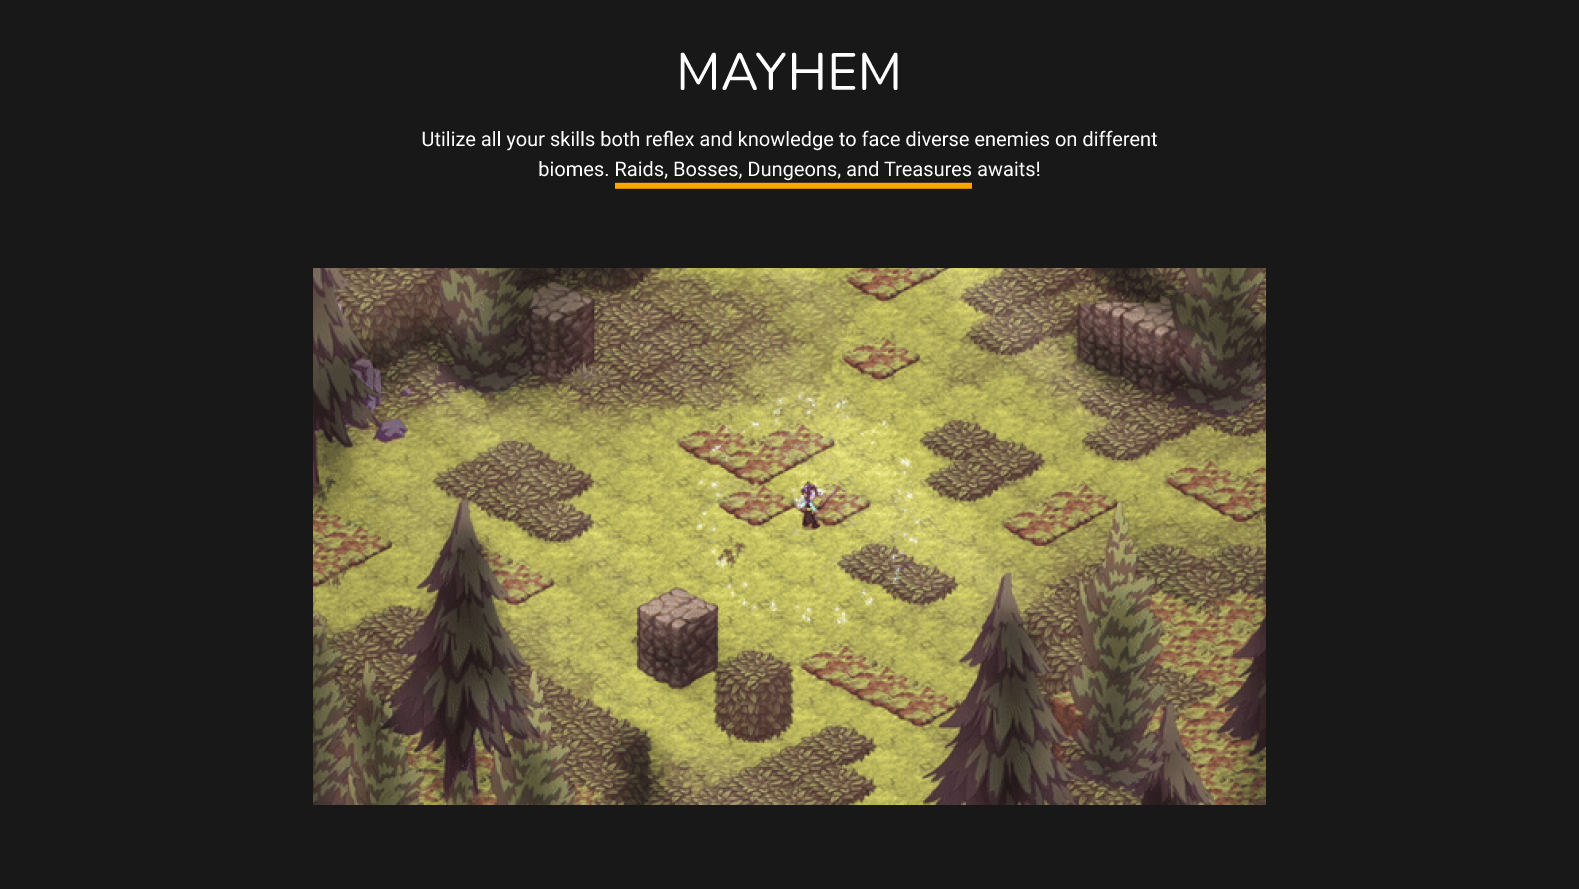 MAYHEM
Utilize all your skills both reflex and knowledge to face diverse enemies on different
biomes. Raids, Bosses, Dungeons, and Treasures awaits!